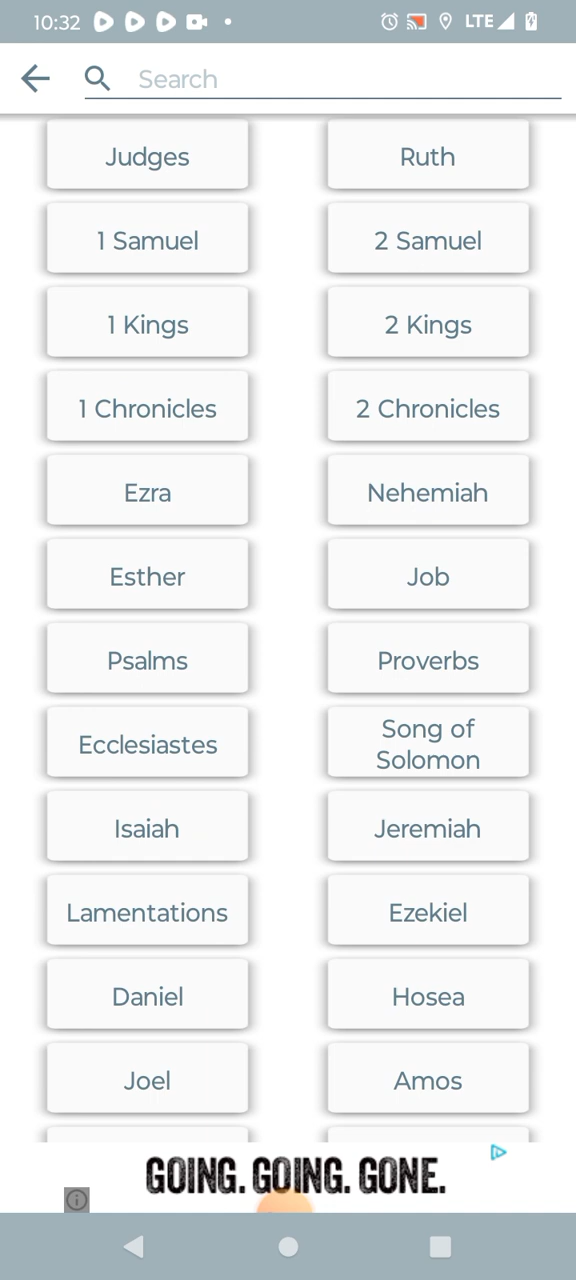 10:32 LTE
Search
Judges Ruth
1 Samuel 2 Samuel
1 Kings 2 Kings
1 Chronicles 2 Chronicles
Ezra Nehemiah
Esther Job
Psalms Proverbs
Ecclesiastes Song of
Solomon
Isaiah Jeremiah
Lamentations Ezekiel
Daniel Hosea
Joel Amos
GOING. GOING. GONE.